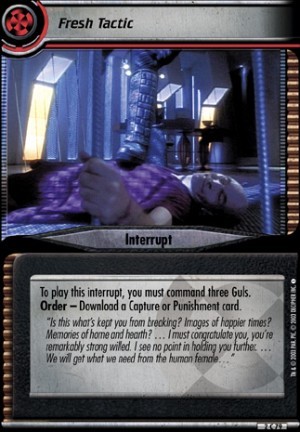 Fresh Tactic
Interrupt
To play this interrupt, you must command three Guls.
Order – Download a Capture or Punishment card.
"Is this what's kept you from breaking? Images of happier times?
Memories of home and hearth? … I must congratulate you, you're
remarkably strong willed. I see no point in holding you further. …
We will get what we need from the human female…"
2 C 79